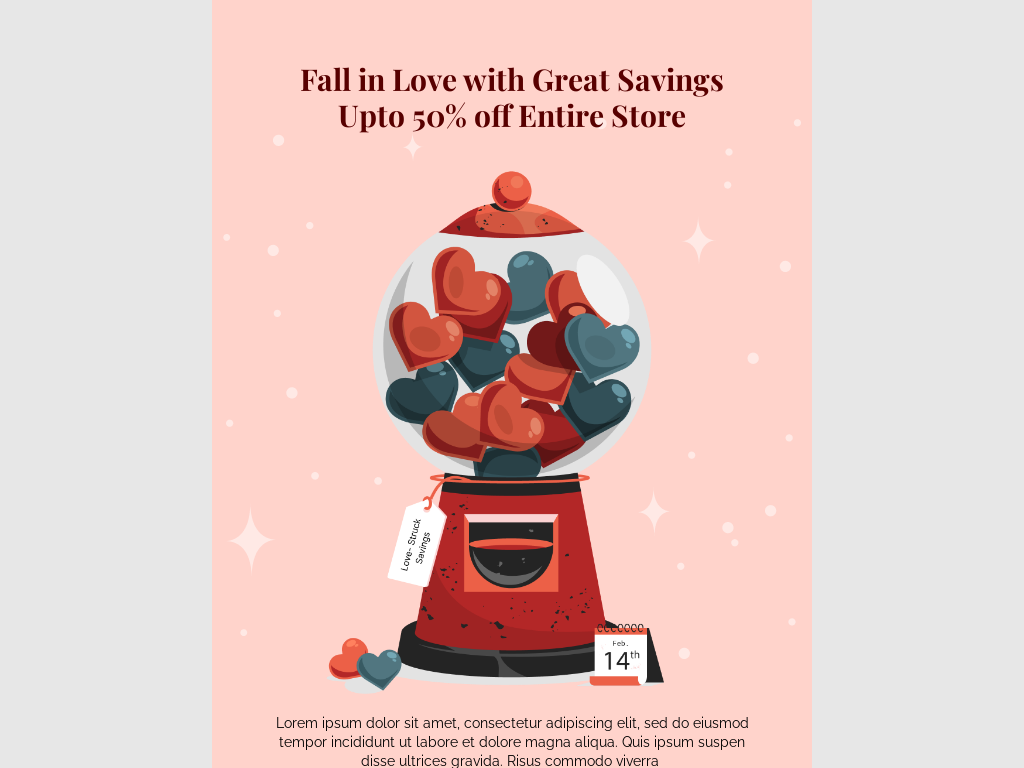 Fall in Love with Great Savings
Upto 50% off Entire Store
Love- Struck
Savings
Feb.
14th
Lorem ipsum dolor sit amet, consectetur adipiscing elit, sed do eiusmod
tempor incididunt ut labore et dolore magna aliqua. Quis ipsum suspen
disse ultrices gravida. Risus commodo viverra